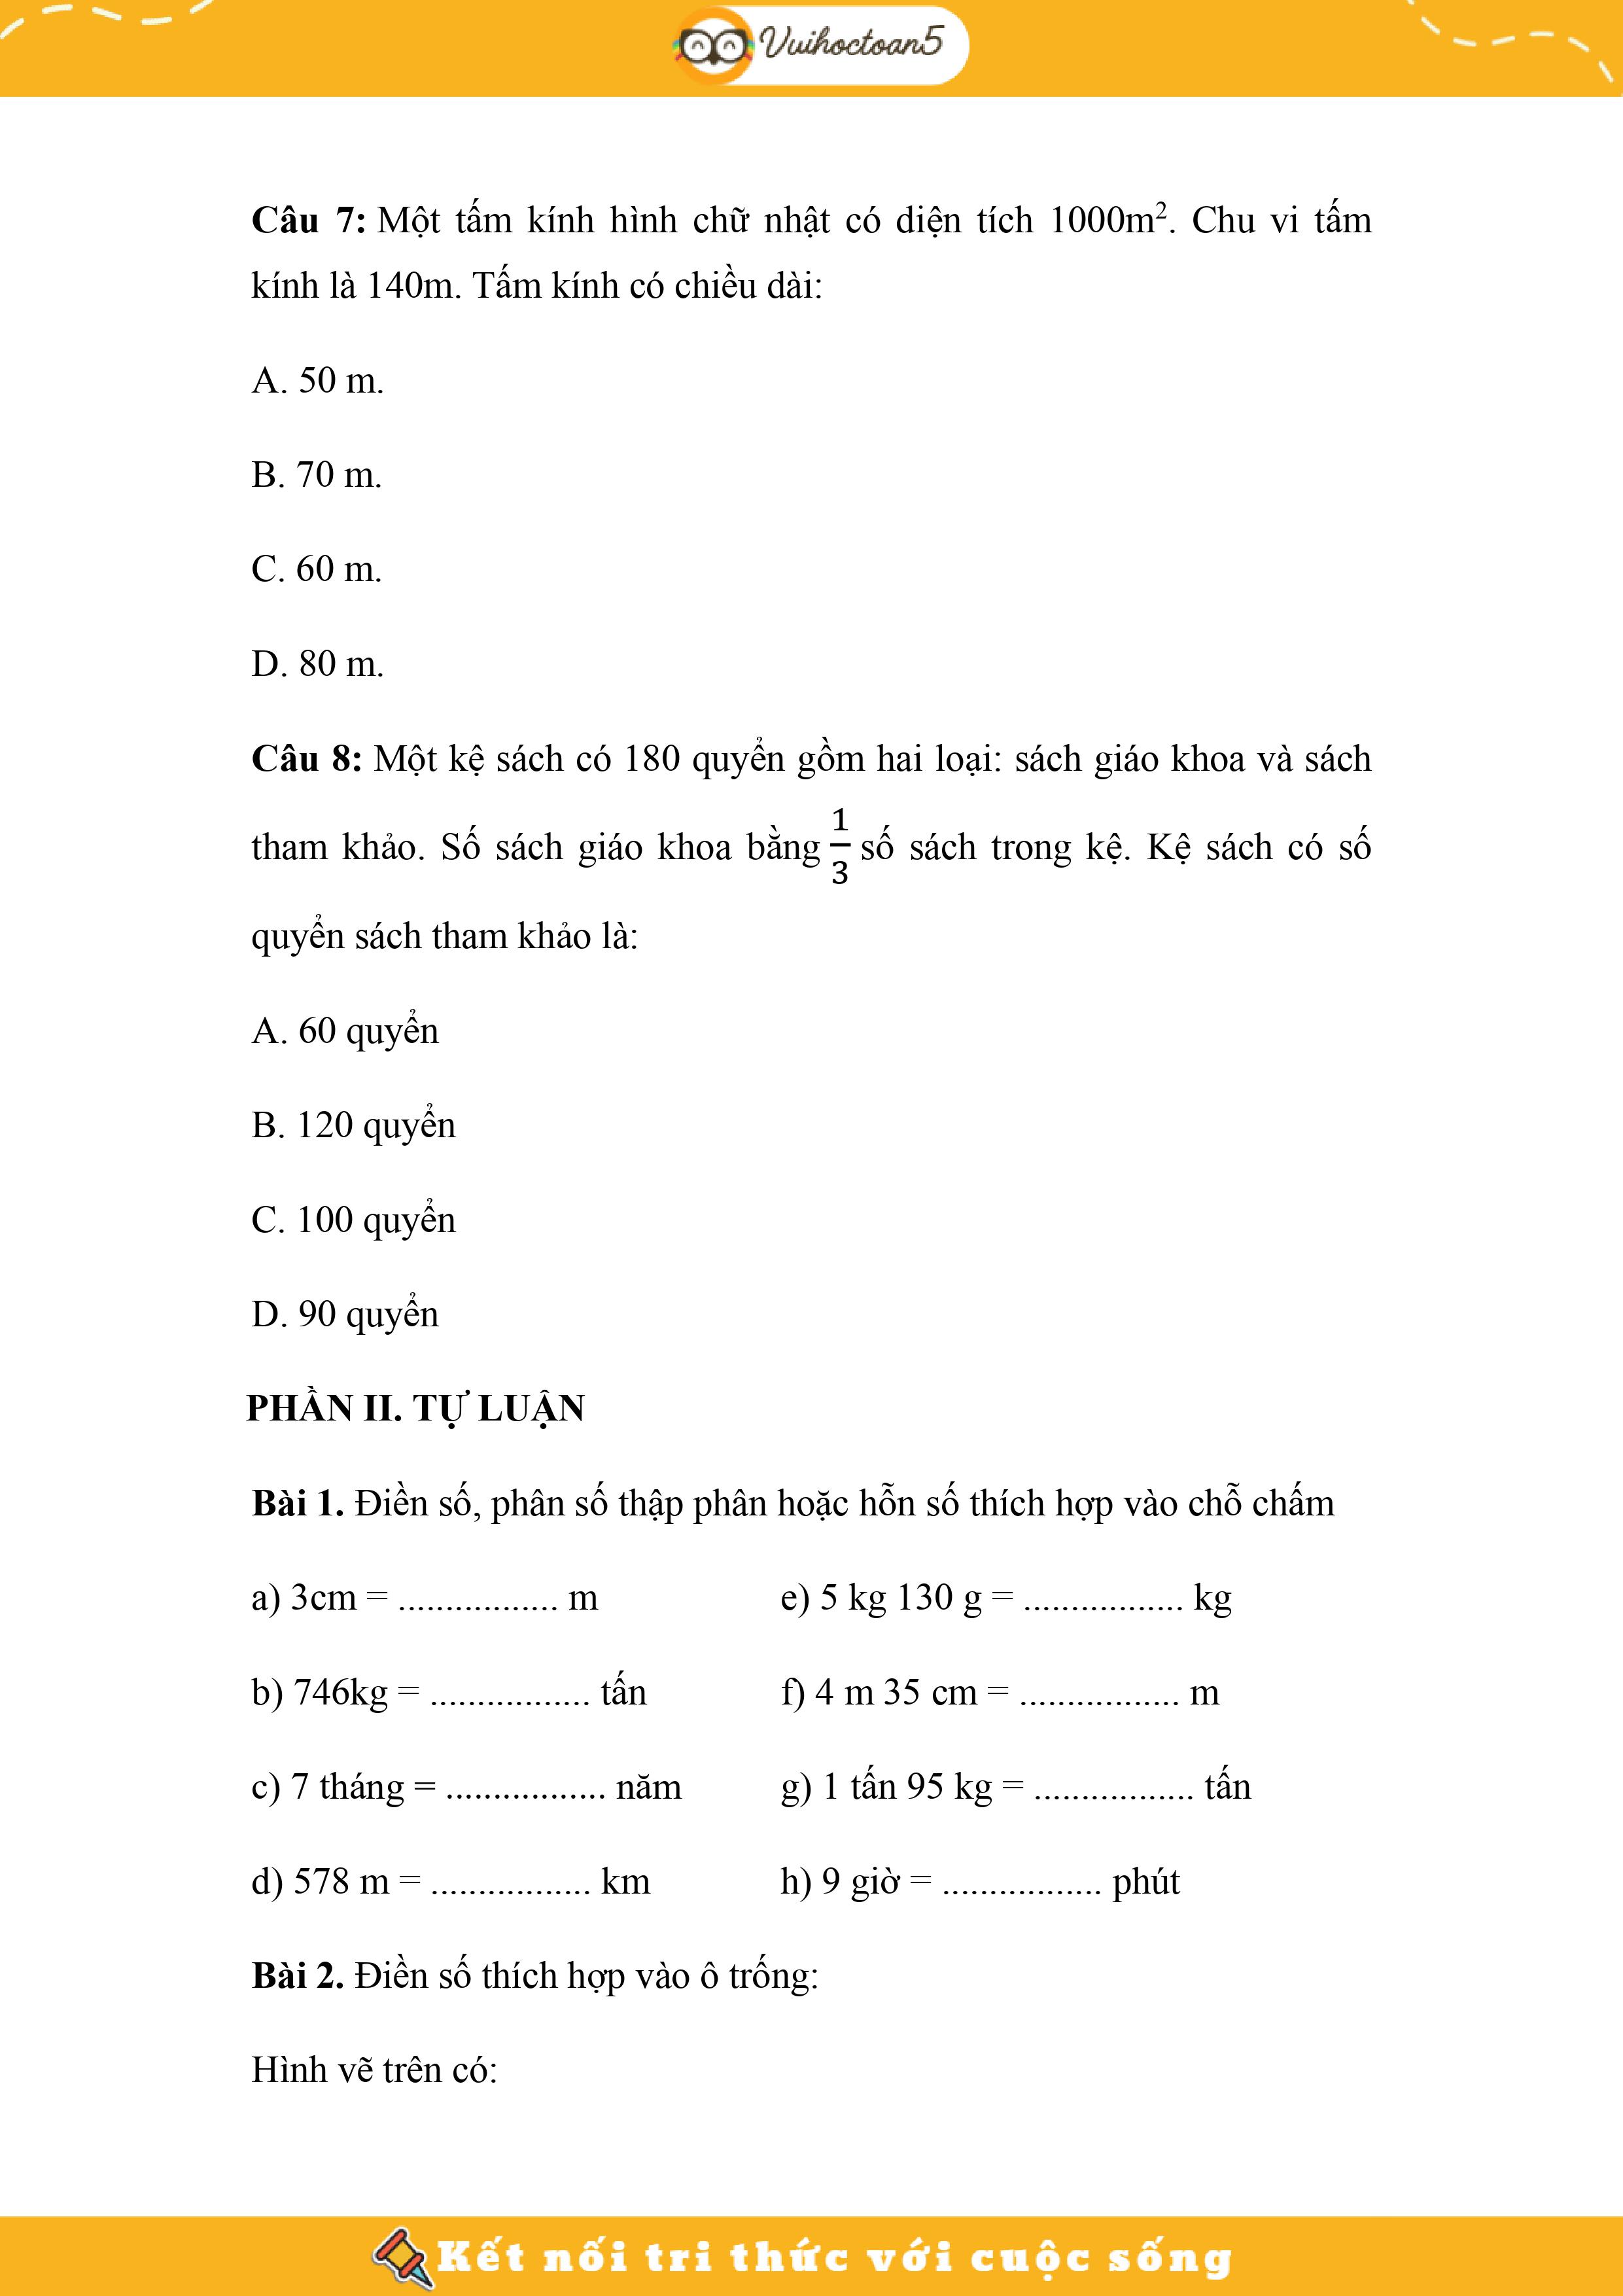 Vuihoctoan5
Câu 7: Một tấm kính hình chữ nhật có diện tích 1000m². Chu vi tấm
kính là 140m. Tấm kính có chiều dài:
A. 50 m.
B. 70 m.
C. 60 m.
D. 80 m.
Câu 8: Một kệ sách có 180 quyển gồm hai loại: sách giáo khoa và sách
tham khảo. Số sách giáo khoa bằng 1/3 số sách trong kệ. Kệ sách có số
quyển sách tham khảo là:
A. 60 quyển
B. 120 quyển
C. 100 quyển
D. 90 quyển
PHẦN II. TỰ LUẬN
Bài 1. Điền số, phân số thập phân hoặc hỗn số thích hợp vào chỗ chấm
a) 3cm = ................. m e) 5 kg 130 g = ................. kg
b) 746kg = ................. tấn f) 4 m 35 cm = ................. m
c) 7 tháng = ................. năm g) 1 tấn 95 kg = ................. tấn
d) 578 m = ................. km h) 9 giờ = ................. phút
Bài 2. Điền số thích hợp vào ô trống:
Hình vẽ trên có:
Kết nối tri thức với cuộc sống